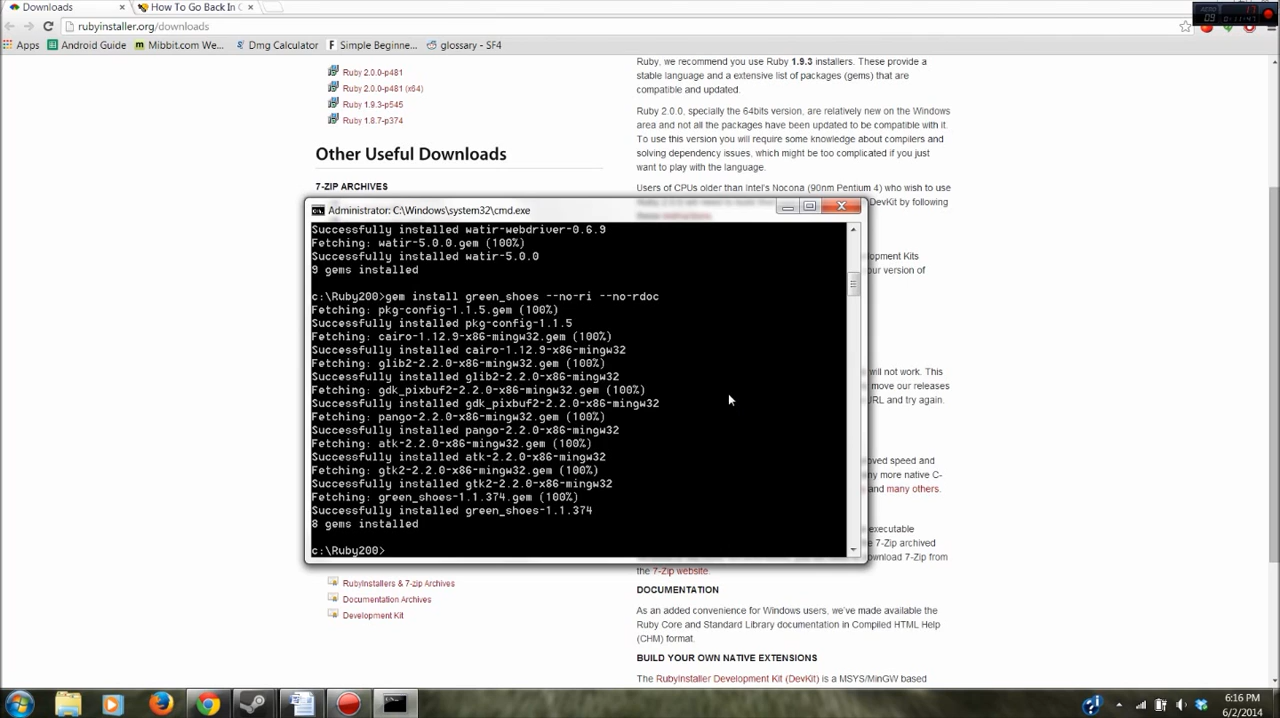 Downloads
How To Go Back In
rubyinstaller.org/downloads
Apps
Android Guide
Mibbit.com We...
Dmg Calculator
Simple Beginne...
glossary - SF4
17
09
Ruby 2.0.0-p481
Ruby 2.0.0-p481 (x64)
Ruby 1.9.3-p545
Ruby 1.8.7-p374
Other Useful Downloads
7-ZIP ARCHIVES
Ruby, we recommend you use Ruby 1.9.3 installers. These provide a
stable language and a extensive list of packages (gems) that are
compatible and updated.
Ruby 2.0.0, specially the 64bits version, are relatively new on the Windows
area and not all the packages have been updated to be compatible with it.
To use this version you will require some knowledge about compilers and
solving dependency issues, which might be too complicated if you just
want to play with the language.
Users of CPUs older than Intel's Nocona (90nm Pentium 4) who wish to use
DevKit by following
Administrator: C:\Windows\system32\cmd.exe
Successfully installed watir-webdriver-0.6.9
Fetching: watir-5.0.0.gem (100%)
Successfully installed watir-5.0.0
9 gems installed
c:\Ruby200>gem install green_shoes --no-ri --no-rdoc
Fetching: pkg-config-1.1.5.gem (100%)
Successfully installed pkg-config-1.1.5
Fetching: cairo-1.12.9-x86-mingw32.gem (100%)
Successfully installed cairo-1.12.9-x86-mingw32
Fetching: glib2-2.2.0-x86-mingw32.gem (100%)
Successfully installed glib2-2.2.0-x86-mingw32
Fetching: gdk_pixbuf2-2.2.0-x86-mingw32.gem (100%)
Successfully installed gdk_pixbuf2-2.2.0-x86-mingw32
Fetching: pango-2.2.0-x86-mingw32.gem (100%)
Successfully installed pango-2.2.0-x86-mingw32
Fetching: atk-2.2.0-x86-mingw32.gem (100%)
Successfully installed atk-2.2.0-x86-mingw32
Fetching: gtk2-2.2.0-x86-mingw32.gem (100%)
Successfully installed gtk2-2.2.0-x86-mingw32
Fetching: green_shoes-1.1.374.gem (100%)
Successfully installed green_shoes-1.1.374
8 gems installed
c:\Ruby200>
opment Kits
our version of
will not work. This
move our releases
URL and try again.
oved speed and
ny more native C-
and many others.
executable
he 7-Zip archived
ownload 7-Zip from
the 7-Zip website.
RubyInstallers & 7-zip Archives
Documentation Archives
Development Kit
DOCUMENTATION
As an added convenience for Windows users, we've made available the
Ruby Core and Standard Library documentation in Compiled HTML Help
(CHM) format.
BUILD YOUR OWN NATIVE EXTENSIONS
The RubyInstaller Development Kit (DevKit) is a MSYS/MinGW based
6:16 PM
6/2/2014